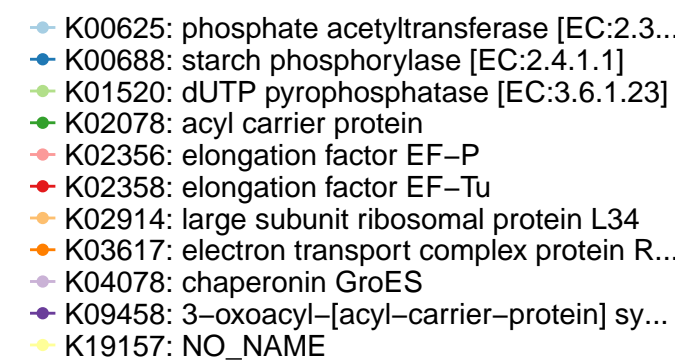 K00625: phosphate acetyltransferase [EC:2.3...
K00688: starch phosphorylase [EC:2.4.1.1]
K01520: dUTP pyrophosphatase [EC:3.6.1.23]
K02078: acyl carrier protein
K02356: elongation factor EF−P
K02358: elongation factor EF−Tu
K02914: large subunit ribosomal protein L34
K03617: electron transport complex protein R...
K04078: chaperonin GroES
K09458: 3−oxoacyl−[acyl−carrier−protein] sy...
K19157: NO_NAME